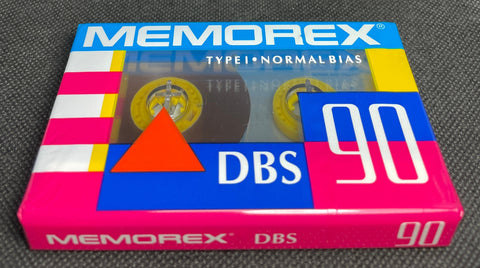 MEMOREX®
TYPE I • NORMAL BIAS
DBS 90
MEMOREX® DBS 90